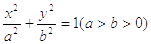 x²/a² + y²/b² = 1(a > b > 0)